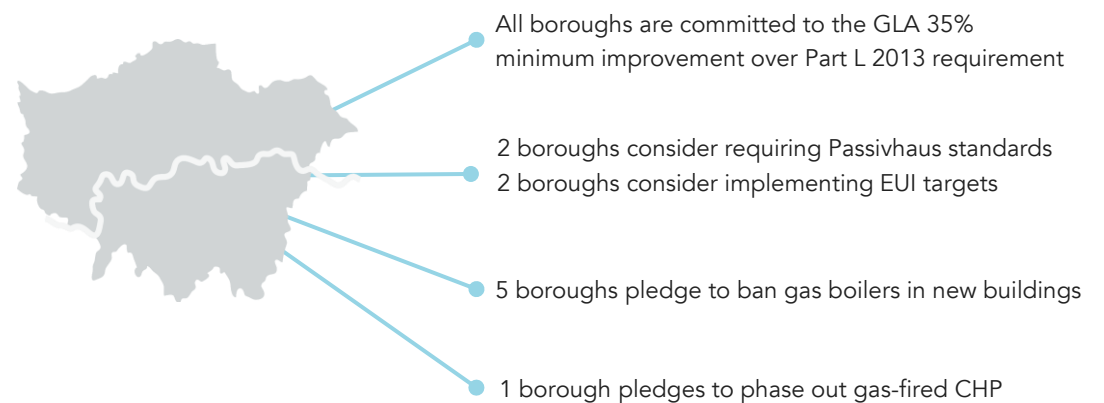 All boroughs are committed to the GLA 35%
minimum improvement over Part L 2013 requirement
2 boroughs consider requiring Passivhaus standards
2 boroughs consider implementing EUI targets
5 boroughs pledge to ban gas boilers in new buildings
1 borough pledges to phase out gas-fired CHP